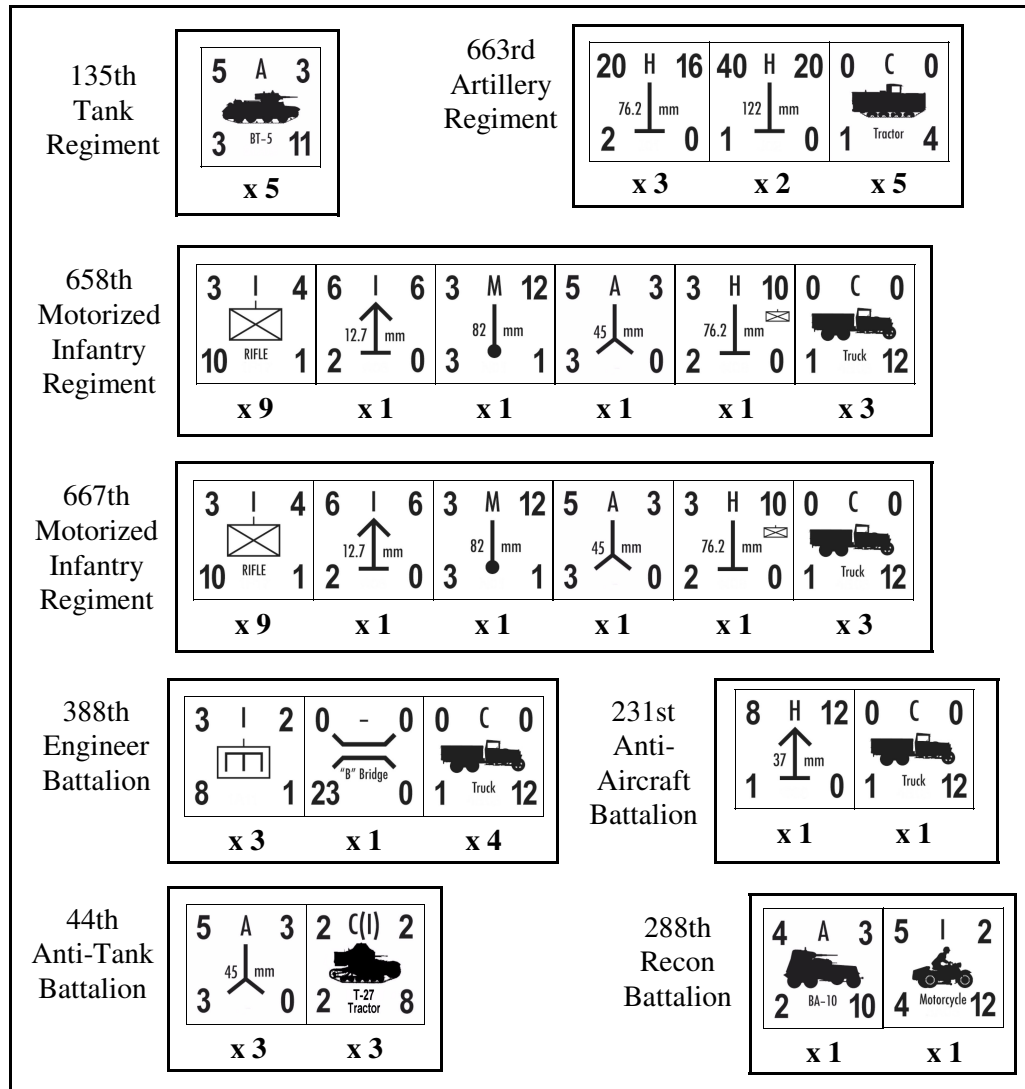 135th
Tank
Regiment
5 A 3
BT-5
3 11
x 5
663rd
Artillery
Regiment
20 H 16 40 H 20 0 C 0
76.2 mm 122 mm Tractor
2 0 1 0 1 4
x 3 x 2 x 5
658th
Motorized
Infantry
Regiment
3 I 4 6 I 6 3 M 12 5 A 3 3 H 10 0 C 0
RIFLE 12.7 mm 82 mm 45 mm 76.2 mm Truck
10 1 2 0 3 1 3 0 2 0 1 12
x 9 x 1 x 1 x 1 x 1 x 3
667th
Motorized
Infantry
Regiment
3 I 4 6 I 6 3 M 12 5 A 3 3 H 10 0 C 0
RIFLE 12.7 mm 82 mm 45 mm 76.2 mm Truck
10 1 2 0 3 1 3 0 2 0 1 12
x 9 x 1 x 1 x 1 x 1 x 3
388th
Engineer
Battalion
3 I 2 0 - 0 0 C 0
"B" Bridge Truck
8 1 23 0 1 12
x 3 x 1 x 4
231st
Anti-
Aircraft
Battalion
8 H 12 0 C 0
37 mm Truck
1 0 1 12
x 1 x 1
44th
Anti-Tank
Battalion
5 A 3 2 C(I) 2
45 mm T-27
Tractor
3 0 2 8
x 3 x 3
288th
Recon
Battalion
4 A 3 5 I 2
BA-10 Motorcycle
2 10 4 12
x 1 x 1